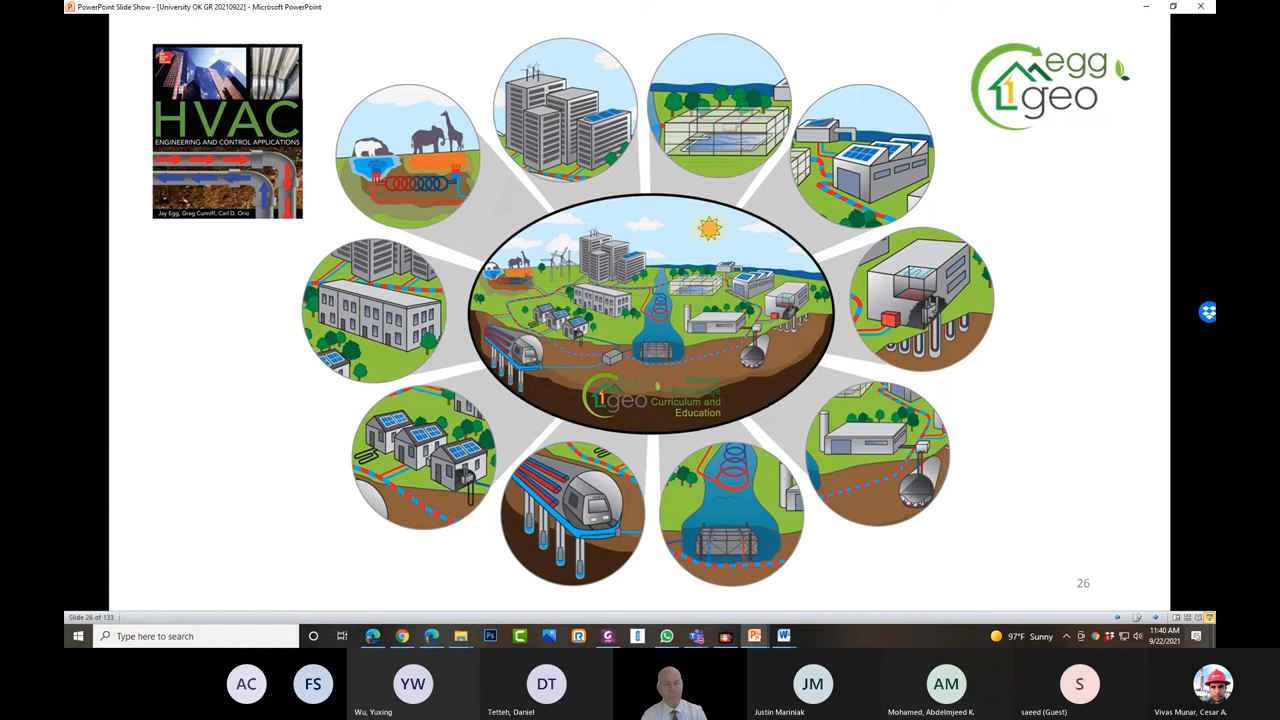 PowerPoint Slide Show - [University OK GR 20210922] - Microsoft PowerPoint
HVAC
ENGINEERING AND CONTROL APPLICATIONS
Jay Egg, Greg Cunniff, Carl D. Orio
egg
geo
geo
Curriculum and
Education
26
Slide 26 of 133
Type here to search
97°F Sunny
11:40 AM
9/22/2021
AC
FS
YW
DT
JM
AM
S
Wu, Yuxing
Tetteh, Daniel
Justin Mariniak
Mohamed, Abdelmjeed K.
saeed (Guest)
Vivas Munar, Cesar A.